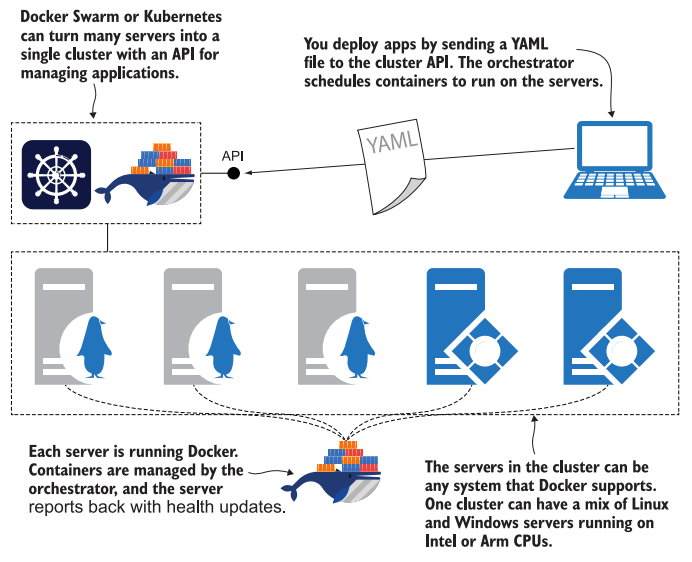 Docker Swarm or Kubernetes
can turn many servers into a
single cluster with an API for
managing applications.
You deploy apps by sending a YAML
file to the cluster API. The orchestrator
schedules containers to run on the servers.
API
YAML
Each server is running Docker.
Containers are managed by the
orchestrator, and the server
reports back with health updates.
The servers in the cluster can be
any system that Docker supports.
One cluster can have a mix of Linux
and Windows servers running on
Intel or Arm CPUs.